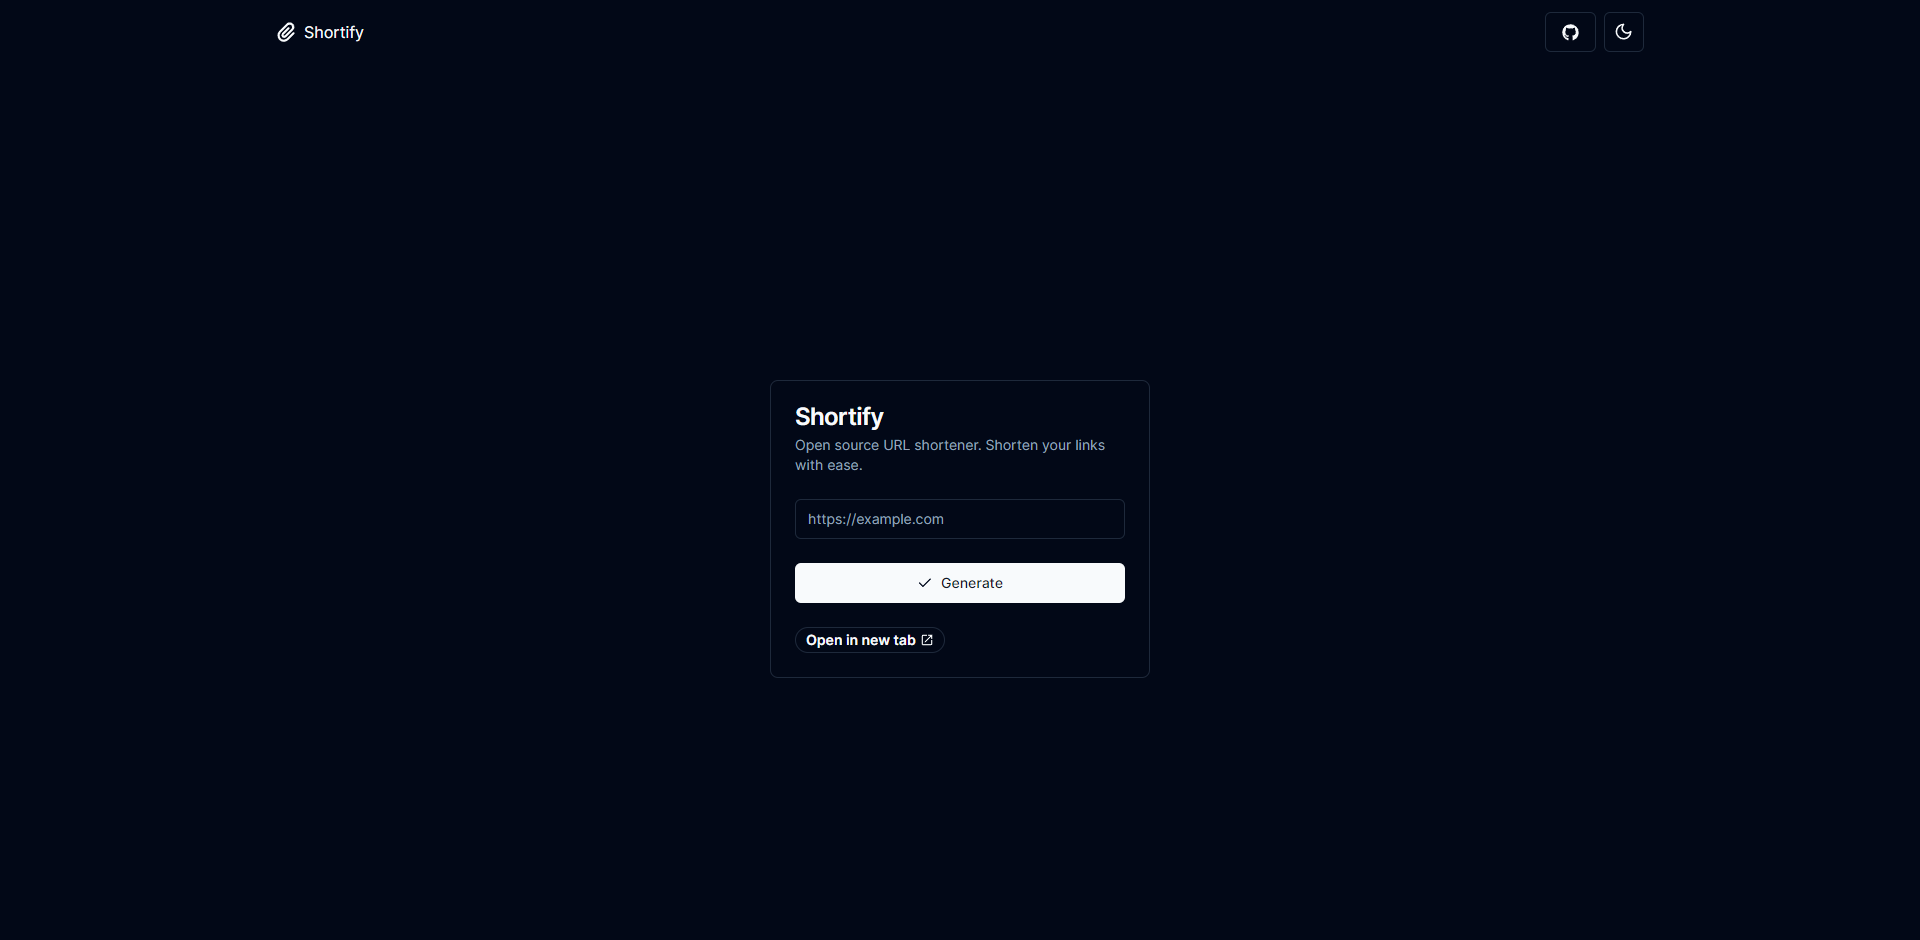 Shortify
Shortify
Open source URL shortener. Shorten your links
with ease.
https://example.com
Generate
Open in new tab